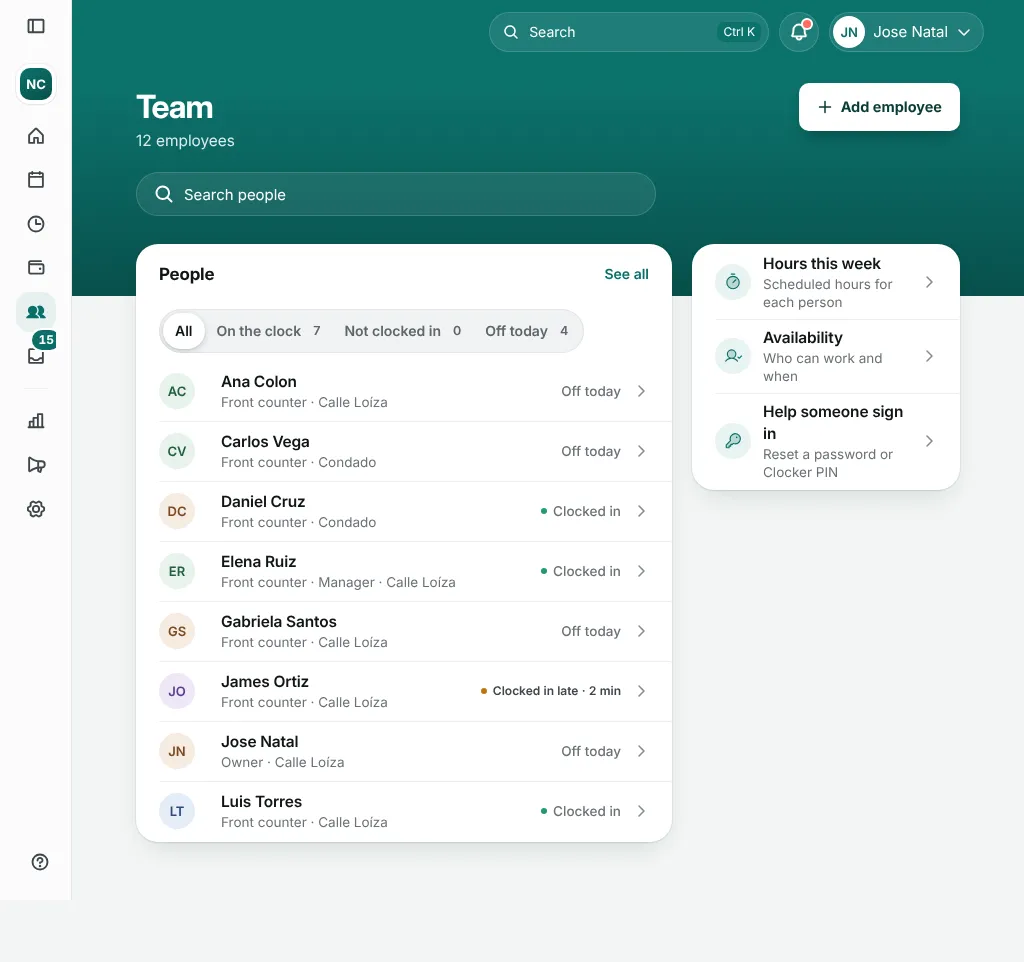 Search
Ctrl K
JN
Jose Natal
NC
Team
12 employees
Add employee
Search people
People
See all
All
On the clock 7
Not clocked in 0
Off today 4
AC
Ana Colon
Front counter · Calle Loíza
Off today
CV
Carlos Vega
Front counter · Condado
Off today
DC
Daniel Cruz
Front counter · Condado
Clocked in
ER
Elena Ruiz
Front counter · Manager · Calle Loíza
Clocked in
GS
Gabriela Santos
Front counter · Calle Loíza
Off today
JO
James Ortiz
Front counter · Calle Loíza
Clocked in late · 2 min
JN
Jose Natal
Owner · Calle Loíza
Off today
LT
Luis Torres
Front counter · Calle Loíza
Clocked in
Hours this week
Scheduled hours for
each person
Availability
Who can work and
when
Help someone sign
in
Reset a password or
Clocker PIN
15